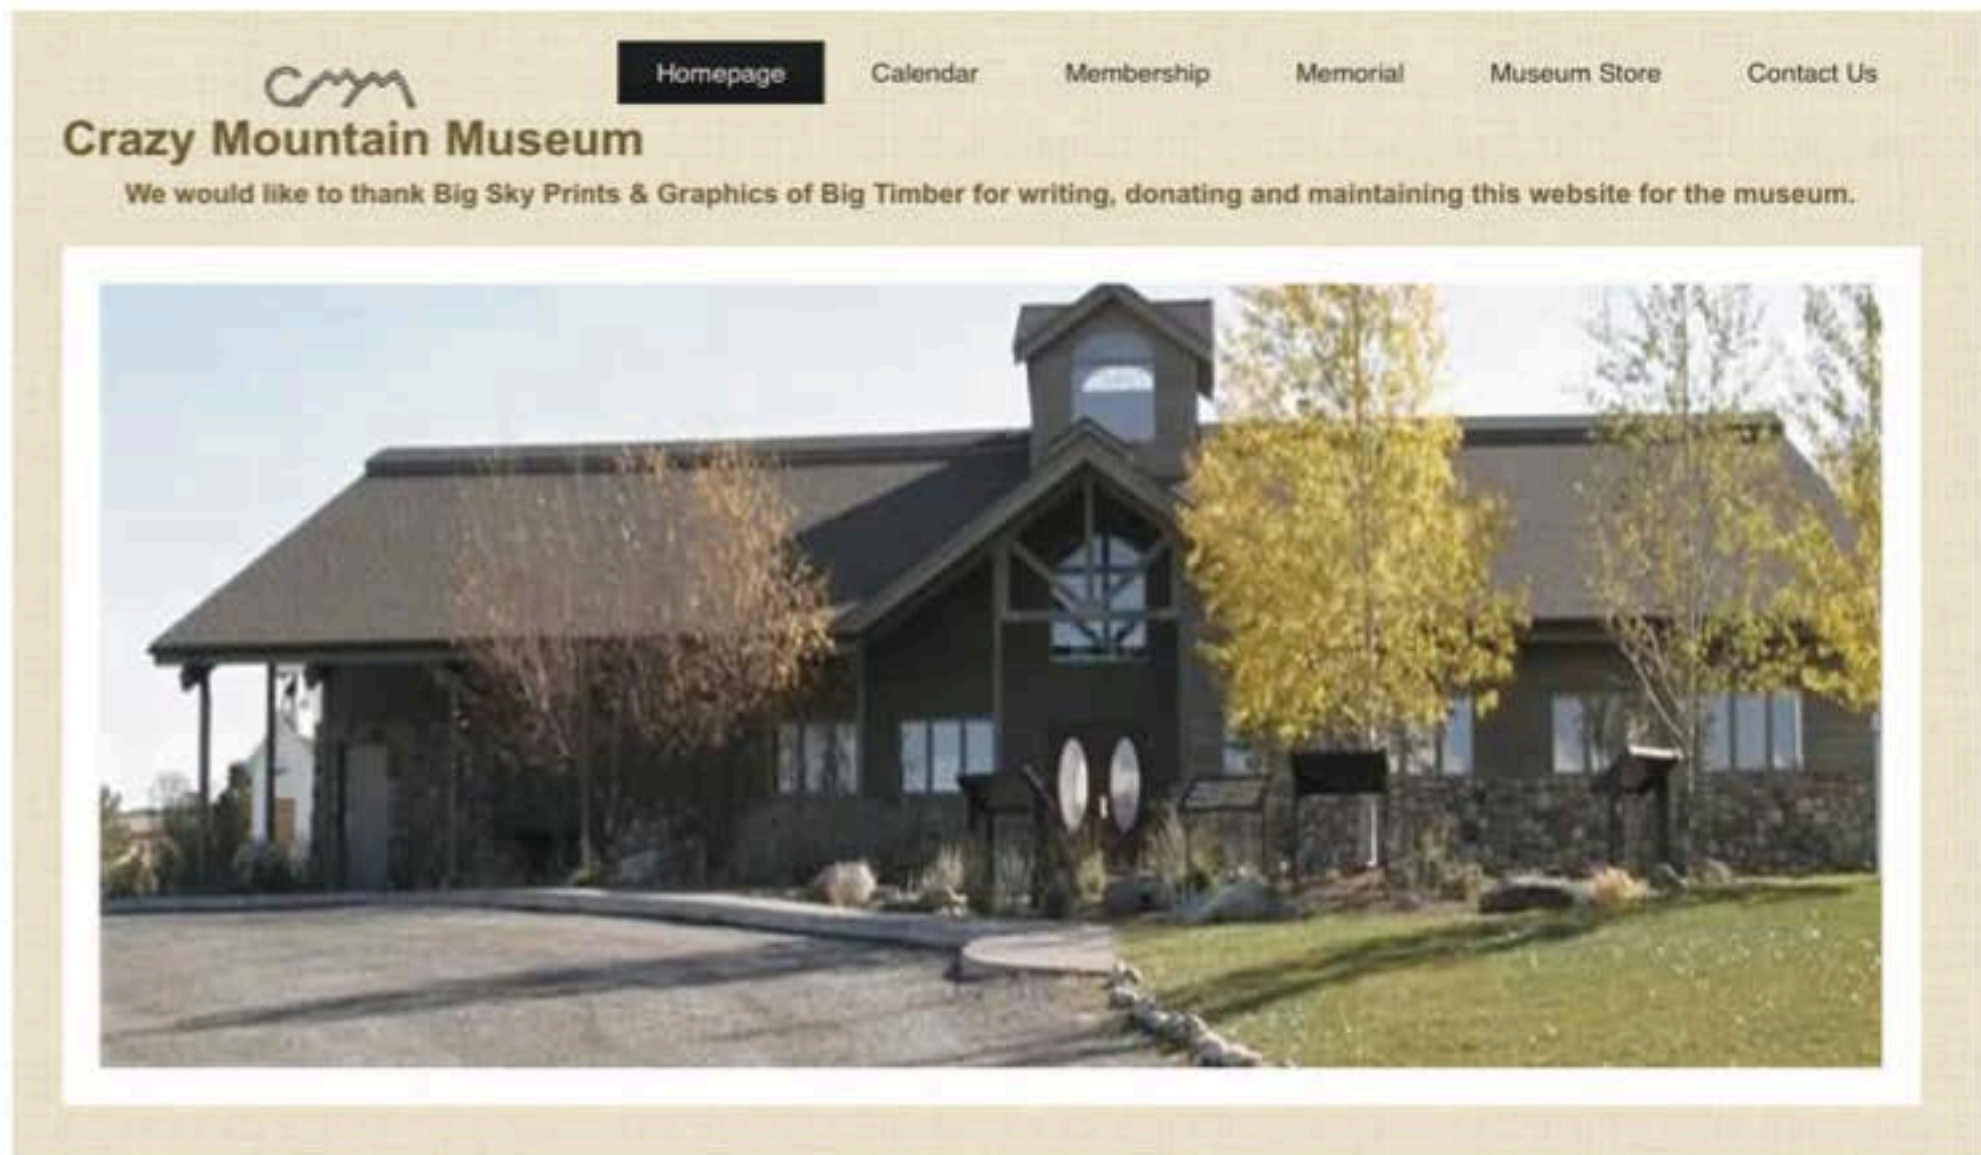 CMM
Homepage Calendar Membership Memorial Museum Store Contact Us
Crazy Mountain Museum
We would like to thank Big Sky Prints & Graphics of Big Timber for writing, donating and maintaining this website for the museum.